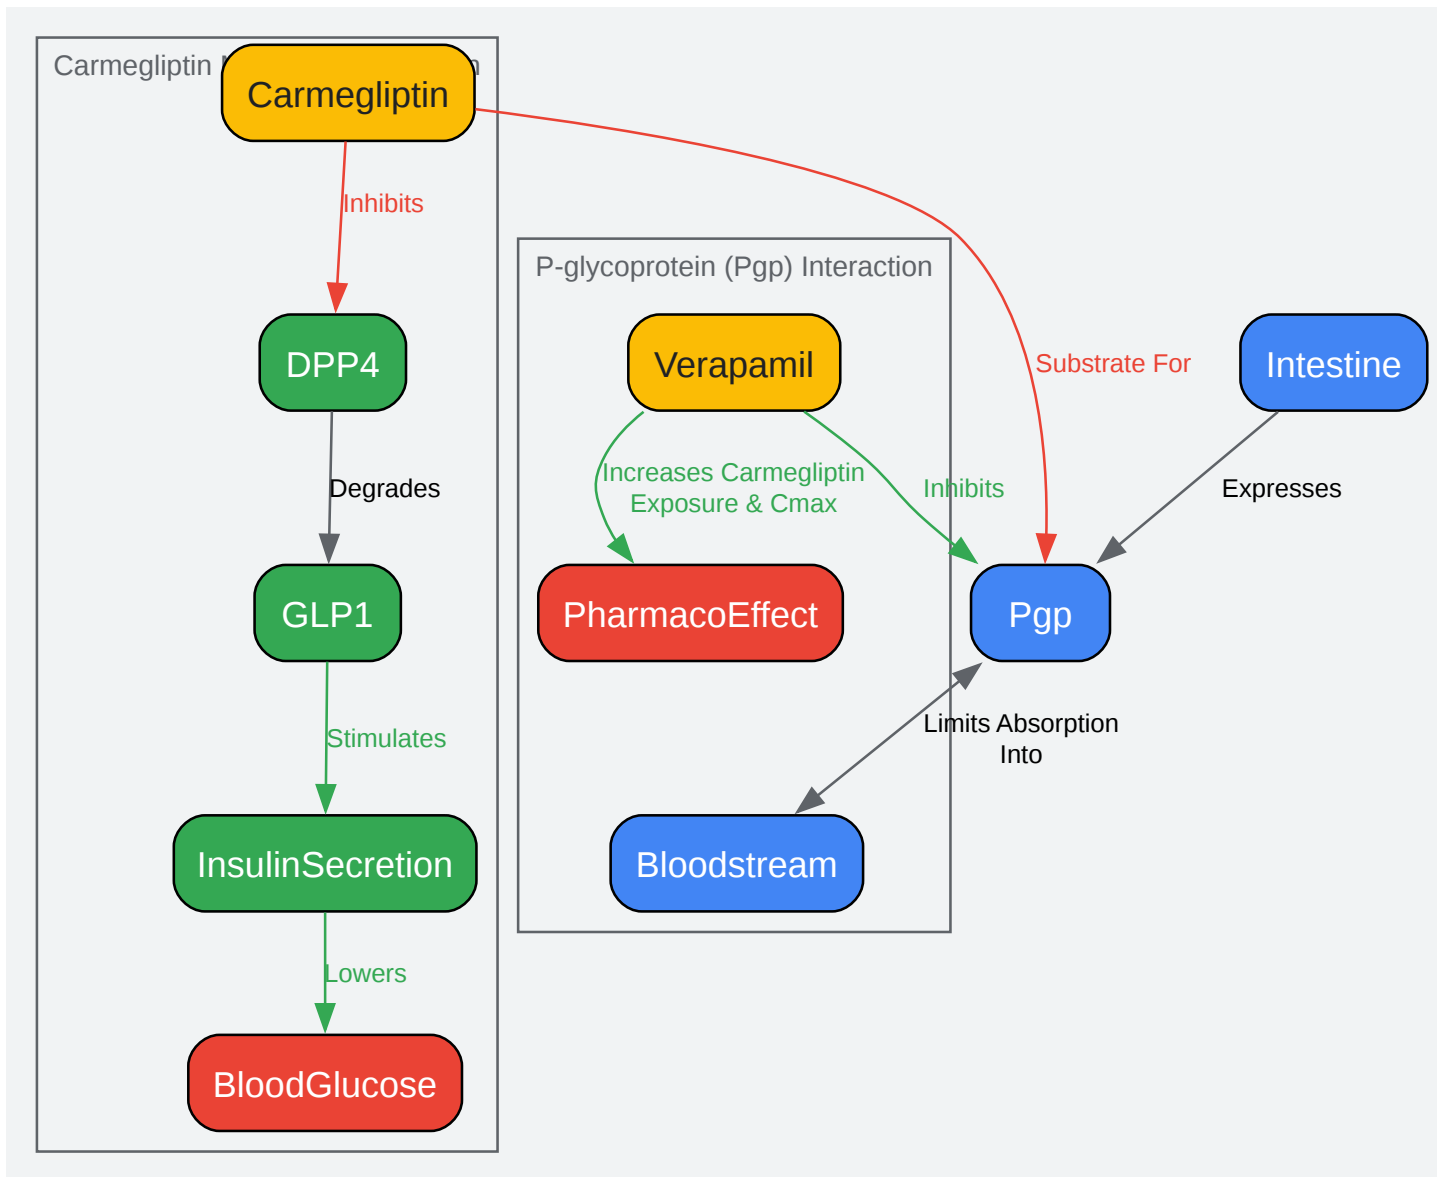 Carmegliptin
Carmegliptin
Inhibits
P-glycoprotein (Pgp) Interaction
DPP4
Verapamil
Substrate For
Intestine
Degrades
Increases Carmegliptin
Exposure & Cmax
Inhibits
Expresses
GLP1
PharmacoEffect
Pgp
Stimulates
Limits Absorption
Into
InsulinSecretion
Bloodstream
Lowers
BloodGlucose